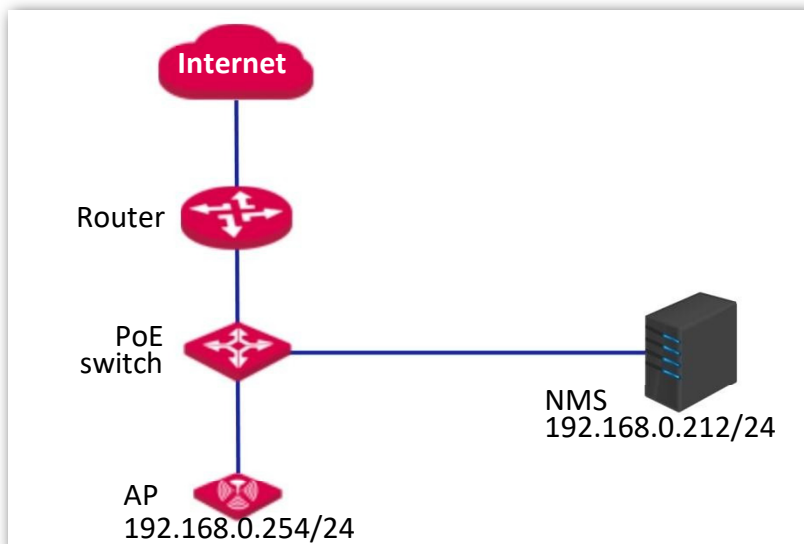 Internet
Router
PoE
switch
NMS
192.168.0.212/24
AP
192.168.0.254/24